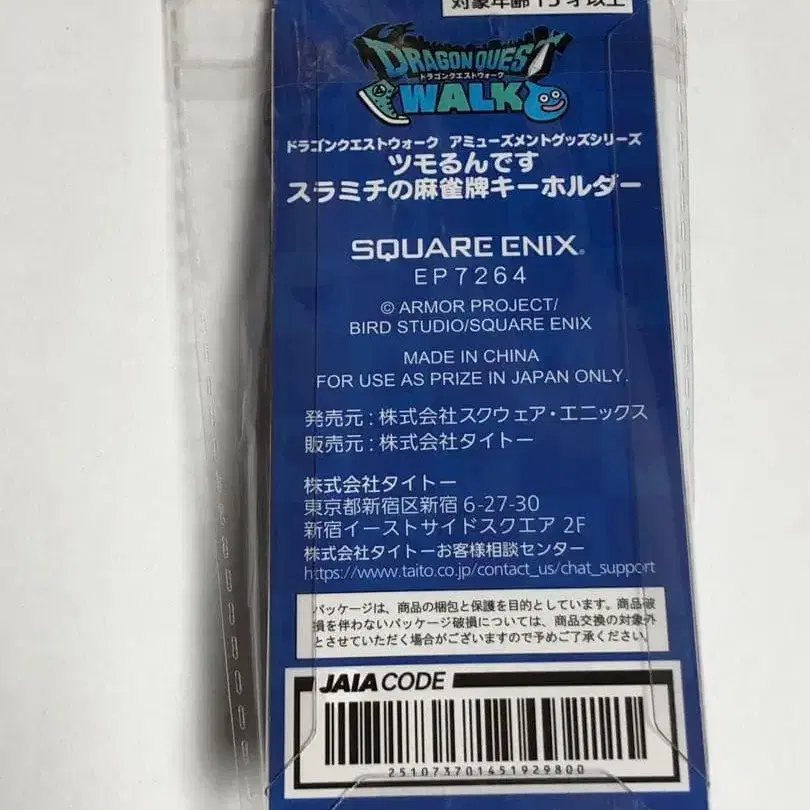 対象年齢15才以上
DRAGON QUEST
ドラゴンクエストウォーク
WALK
ドラゴンクエストウォーク アミューズメントグッズシリーズ
ツモるんです
スラミチの麻雀牌キーホルダー
SQUARE ENIX®
EP7264
© ARMOR PROJECT/
BIRD STUDIO/SQUARE ENIX
MADE IN CHINA
FOR USE AS PRIZE IN JAPAN ONLY.
発売元：株式会社スクウェア・エニックス
販売元：株式会社タイトー
株式会社タイトー
東京都新宿区新宿 6-27-30
新宿イーストサイドスクエア 2F
株式会社タイトーお客様相談センター
https://www.taito.co.jp/contact_us/chat_support
パッケージは、商品の梱包と保護を目的としています。商品破
損を伴わないパッケージ破損については、商品交換の対象外
とさせていただく場合がございますので予めご了承ください。
JAIA CODE
251073701451929800